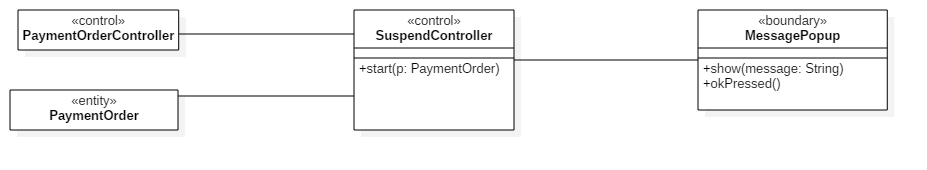 «control»
PaymentOrderController
«entity»
PaymentOrder
«control»
SuspendController
+start(p: PaymentOrder)
«boundary»
MessagePopup
+show(message: String)
+okPressed()